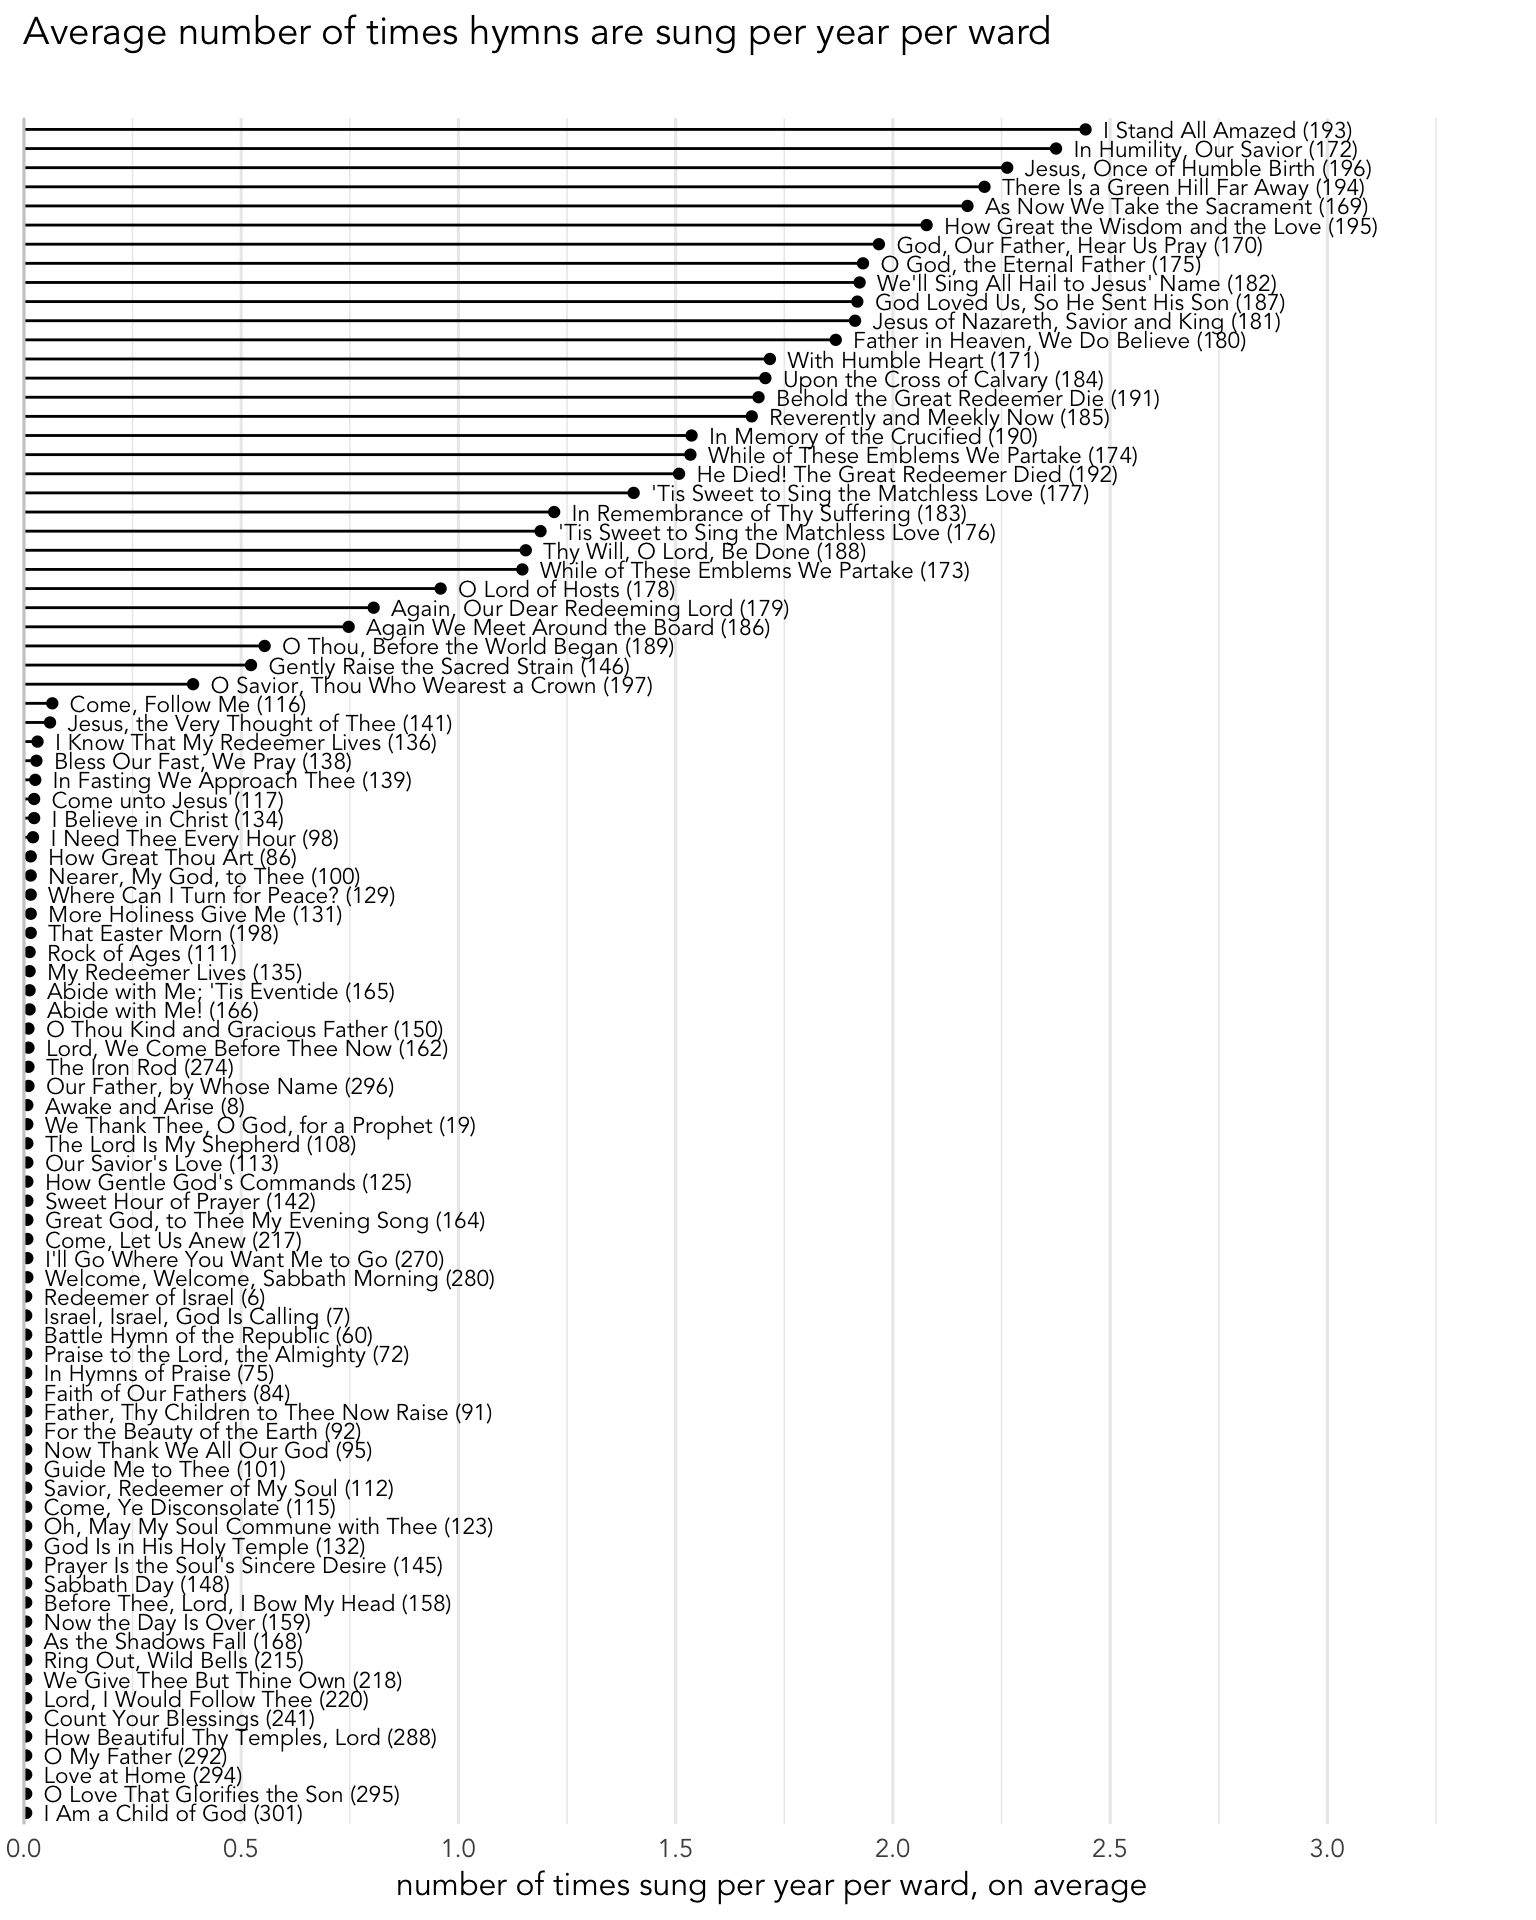 Average number of times hymns are sung per year per ward
I Stand All Amazed (193)
In Humility, Our Savior (172)
Jesus, Once of Humble Birth (196)
There Is a Green Hill Far Away (194)
As Now We Take the Sacrament (169)
How Great the Wisdom and the Love (195)
God, Our Father, Hear Us Pray (170)
O God, the Eternal Father (175)
We'll Sing All Hail to Jesus' Name (182)
God Loved Us, So He Sent His Son (187)
Jesus of Nazareth, Savior and King (181)
Father in Heaven, We Do Believe (180)
With Humble Heart (171)
Upon the Cross of Calvary (184)
Behold the Great Redeemer Die (191)
Reverently and Meekly Now (185)
In Memory of the Crucified (190)
While of These Emblems We Partake (174)
He Died! The Great Redeemer Died (192)
'Tis Sweet to Sing the Matchless Love (177)
In Remembrance of Thy Suffering (183)
'Tis Sweet to Sing the Matchless Love (176)
Thy Will, O Lord, Be Done (188)
While of These Emblems We Partake (173)
O Lord of Hosts (178)
Again, Our Dear Redeeming Lord (179)
Again We Meet Around the Board (186)
O Thou, Before the World Began (189)
Gently Raise the Sacred Strain (146)
O Savior, Thou Who Wearest a Crown (197)
Come, Follow Me (116)
Jesus, the Very Thought of Thee (141)
I Know That My Redeemer Lives (136)
Bless Our Fast, We Pray (138)
In Fasting We Approach Thee (139)
Come unto Jesus (117)
I Believe in Christ (134)
I Need Thee Every Hour (98)
How Great Thou Art (86)
Nearer, My God, to Thee (100)
Where Can I Turn for Peace? (129)
More Holiness Give Me (131)
That Easter Morn (198)
Rock of Ages (111)
My Redeemer Lives (135)
Abide with Me; 'Tis Eventide (165)
Abide with Me! (166)
O Thou Kind and Gracious Father (150)
Lord, We Come Before Thee Now (162)
The Iron Rod (274)
Our Father, by Whose Name (296)
Awake and Arise (8)
We Thank Thee, O God, for a Prophet (19)
The Lord Is My Shepherd (108)
Our Savior's Love (113)
How Gentle God's Commands (125)
Sweet Hour of Prayer (142)
Great God, to Thee My Evening Song (164)
Come, Let Us Anew (217)
I'll Go Where You Want Me to Go (270)
Welcome, Welcome, Sabbath Morning (280)
Redeemer of Israel (6)
Israel, Israel, God Is Calling (7)
Battle Hymn of the Republic (60)
Praise to the Lord, the Almighty (72)
In Hymns of Praise (75)
Faith of Our Fathers (84)
Father, Thy Children to Thee Now Raise (91)
For the Beauty of the Earth (92)
Now Thank We All Our God (95)
Guide Me to Thee (101)
Savior, Redeemer of My Soul (112)
Come, Ye Disconsolate (115)
Oh, May My Soul Commune with Thee (123)
God Is in His Holy Temple (132)
Prayer Is the Soul's Sincere Desire (145)
Sabbath Day (148)
Before Thee, Lord, I Bow My Head (158)
Now the Day Is Over (159)
As the Shadows Fall (168)
Ring Out, Wild Bells (215)
We Give Thee But Thine Own (218)
Lord, I Would Follow Thee (220)
Count Your Blessings (241)
How Beautiful Thy Temples, Lord (288)
O My Father (292)
Love at Home (294)
O Love That Glorifies the Son (295)
I Am a Child of God (301)
0.0 0.5 1.0 1.5 2.0 2.5 3.0
number of times sung per year per ward, on average